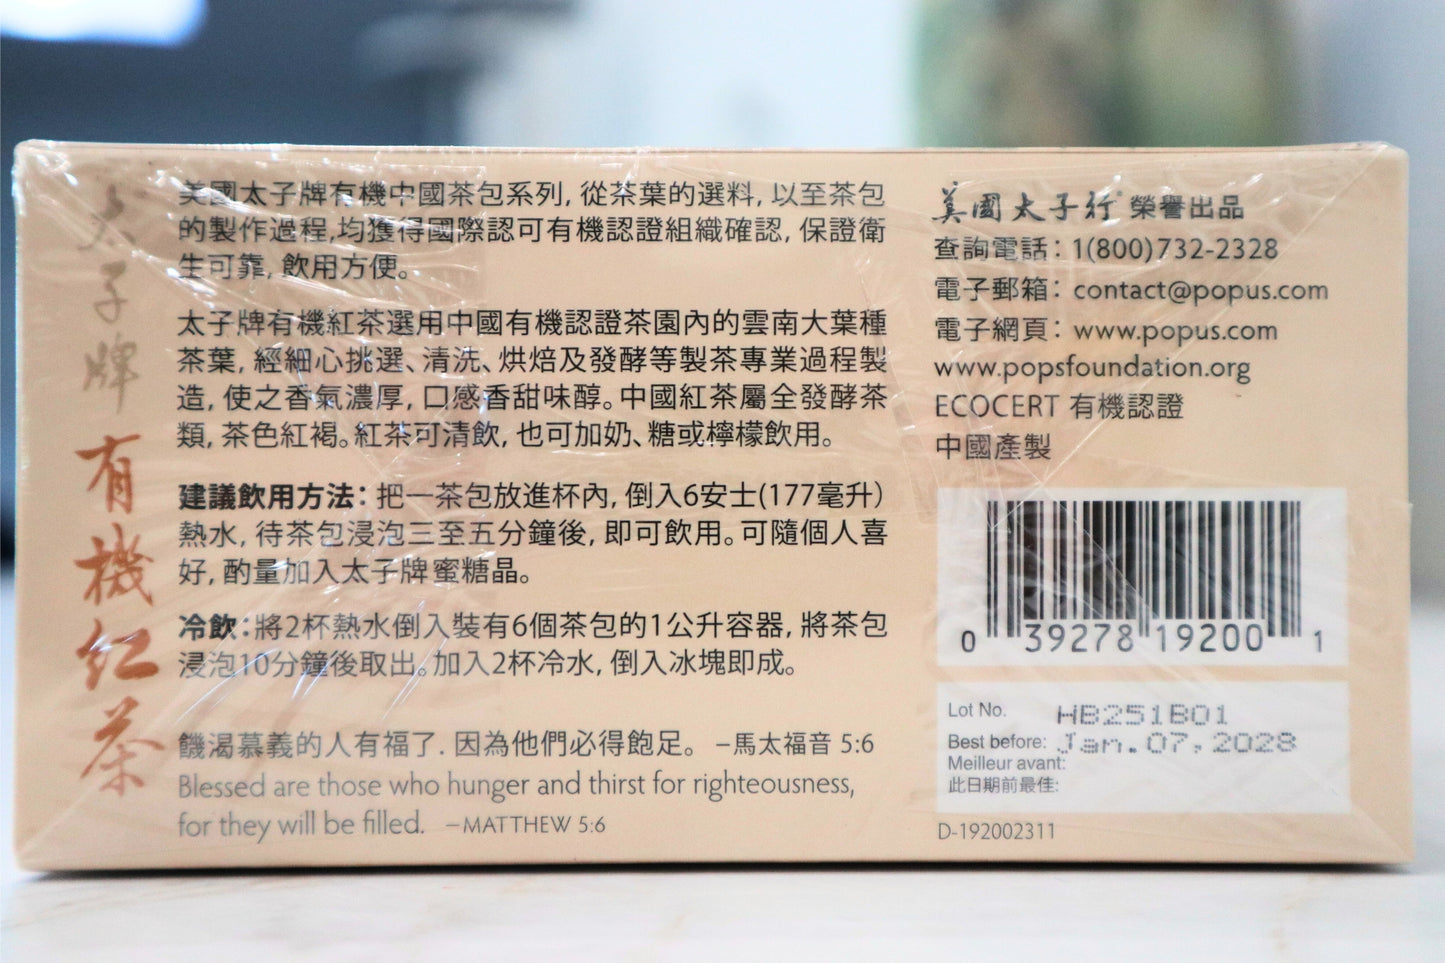 太子牌
有機紅茶
美國太子牌有機中國茶包系列, 從茶葉的選料, 以至茶包
的製作過程,均獲得國際認可有機認證組織確認, 保證衛
生可靠, 飲用方便。
太子牌有機紅茶選用中國有機認證茶園內的雲南大葉種
茶葉, 經細心挑選、清洗、烘焙及發酵等製茶專業過程製
造, 使之香氣濃厚, 口感香甜味醇。中國紅茶屬全發酵茶
類, 茶色紅褐。紅茶可清飲, 也可加奶、糖或檸檬飲用。
建議飲用方法：把一茶包放進杯內, 倒入6安士(177毫升)
熱水, 待茶包浸泡三至五分鐘後, 即可飲用。可隨個人喜
好, 酌量加入太子牌蜜糖晶。
冷飲：將2杯熱水倒入裝有6個茶包的1公升容器, 將茶包
浸泡10分鐘後取出。加入2杯冷水, 倒入冰塊即成。
饑渴慕義的人有福了. 因為他們必得飽足。 –馬太福音 5:6
Blessed are those who hunger and thirst for righteousness,
for they will be filled. –MATTHEW 5:6
美國太子行® 榮譽出品
查詢電話：1(800)732-2328
電子郵箱：contact@popus.com
電子網頁：www.popus.com
www.popsfoundation.org
ECOCERT 有機認證
中國產製
0 39278 19200 1
Lot No. HB251B01
Best before: Jan.07,2028
Meilleur avant:
此日期前最佳:
D-192002311